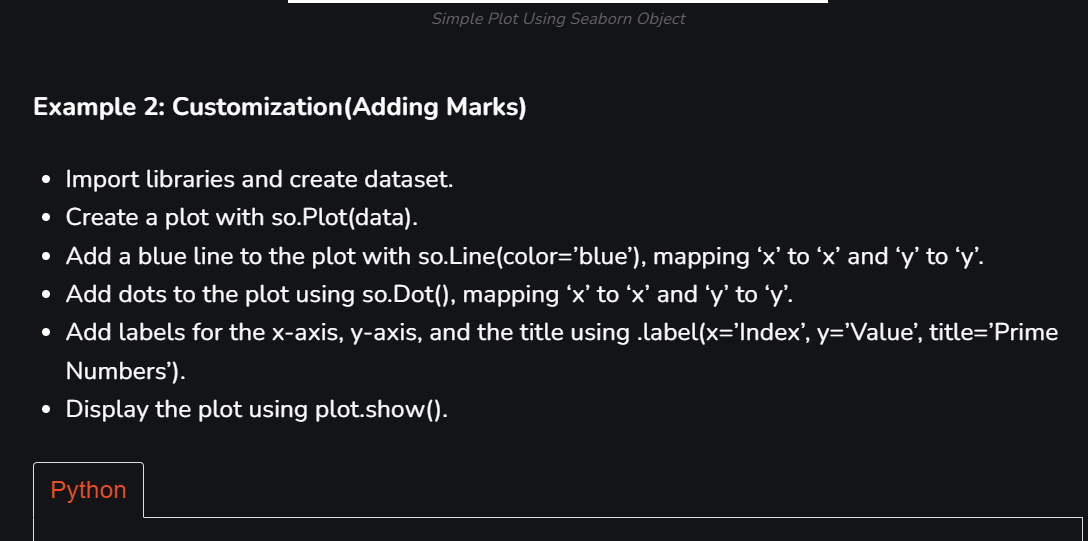 Simple Plot Using Seaborn Object
Example 2: Customization(Adding Marks)
• Import libraries and create dataset.
• Create a plot with so.Plot(data).
• Add a blue line to the plot with so.Line(color=’blue’), mapping ‘x’ to ‘x’ and ‘y’ to ‘y’.
• Add dots to the plot using so.Dot(), mapping ‘x’ to ‘x’ and ‘y’ to ‘y’.
• Add labels for the x-axis, y-axis, and the title using .label(x=’Index’, y=’Value’, title=’Prime
Numbers’).
• Display the plot using plot.show().
Python